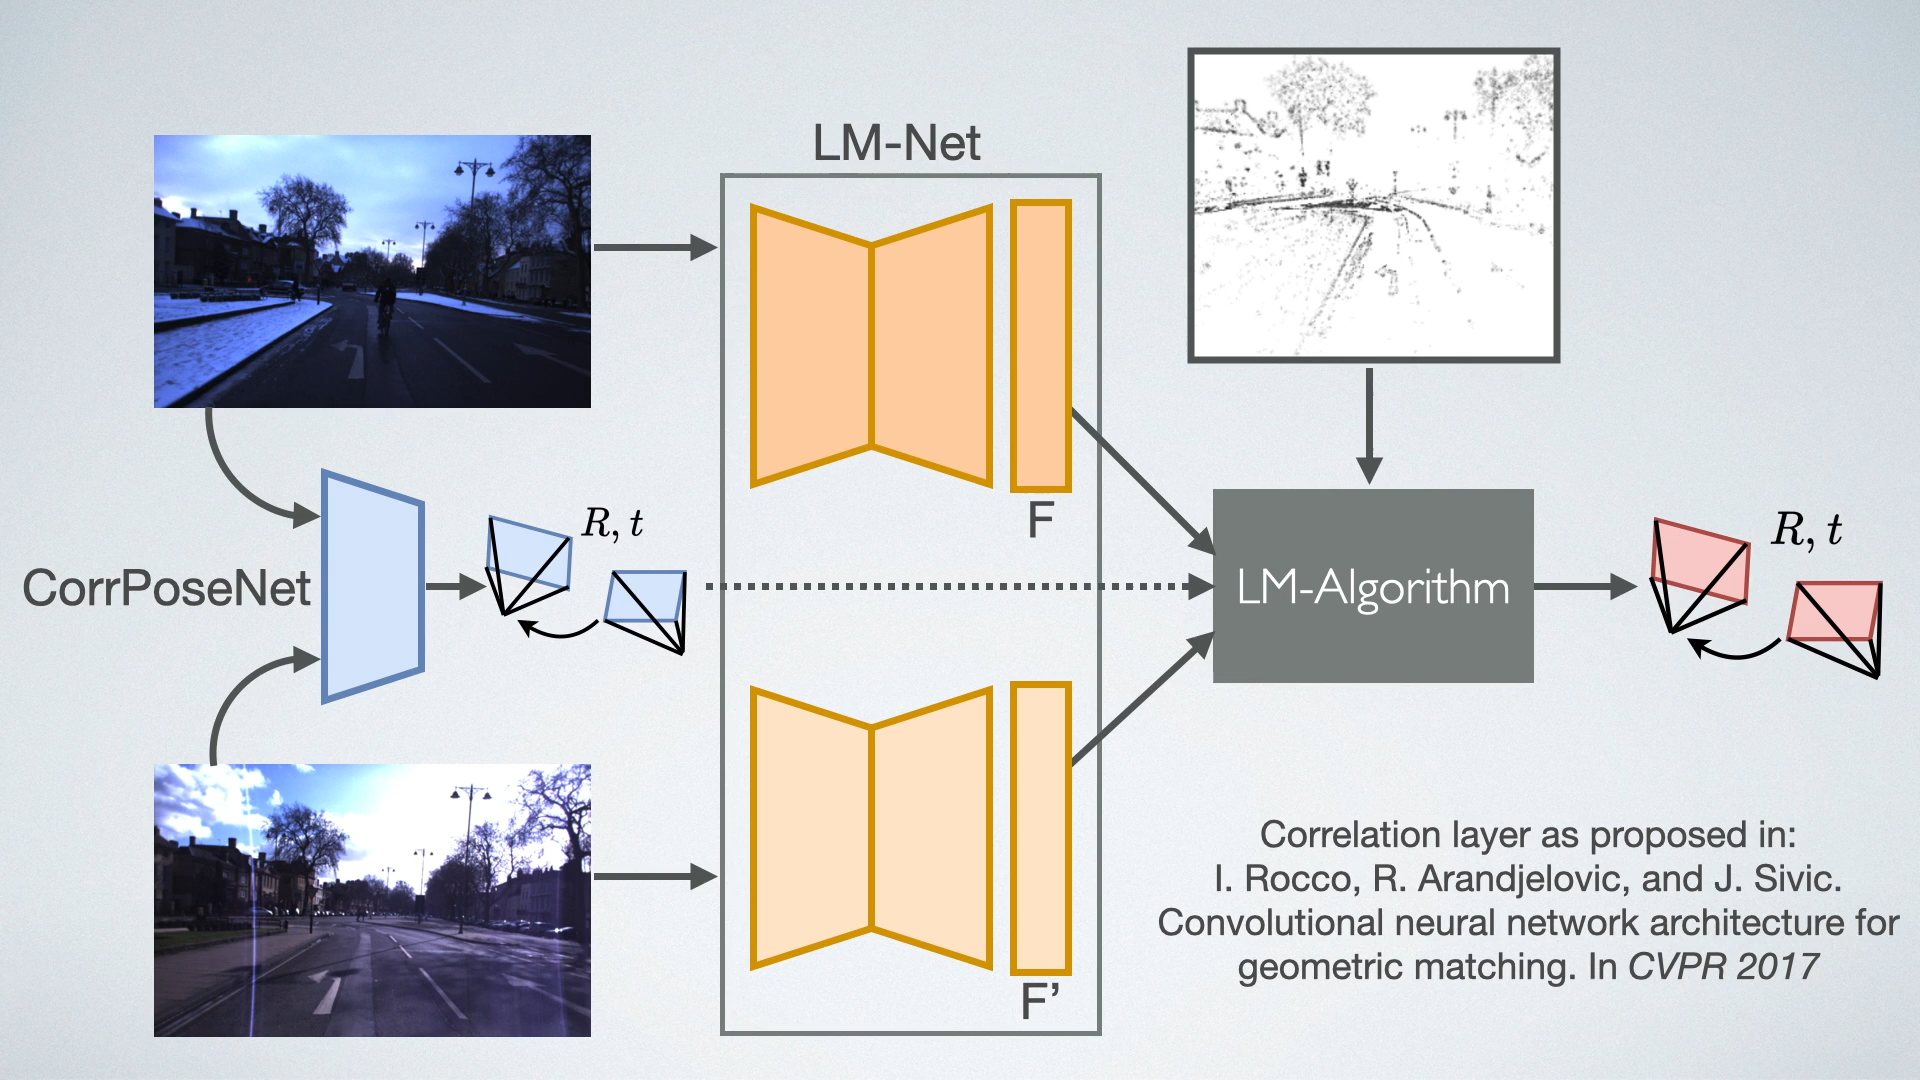 LM-Net
F
R, t
CorrPoseNet
LM-Algorithm
R, t
F’
Correlation layer as proposed in:
I. Rocco, R. Arandjelovic, and J. Sivic.
Convolutional neural network architecture for
geometric matching. In CVPR 2017